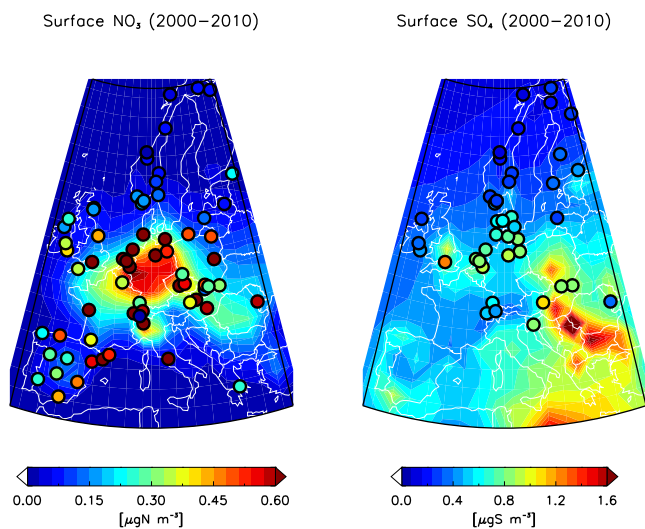 Surface NO₃ (2000−2010)
Surface SO₄ (2000−2010)
0.00 0.15 0.30 0.45 0.60
[μgN m⁻³]
0.0 0.4 0.8 1.2 1.6
[μgS m⁻³]